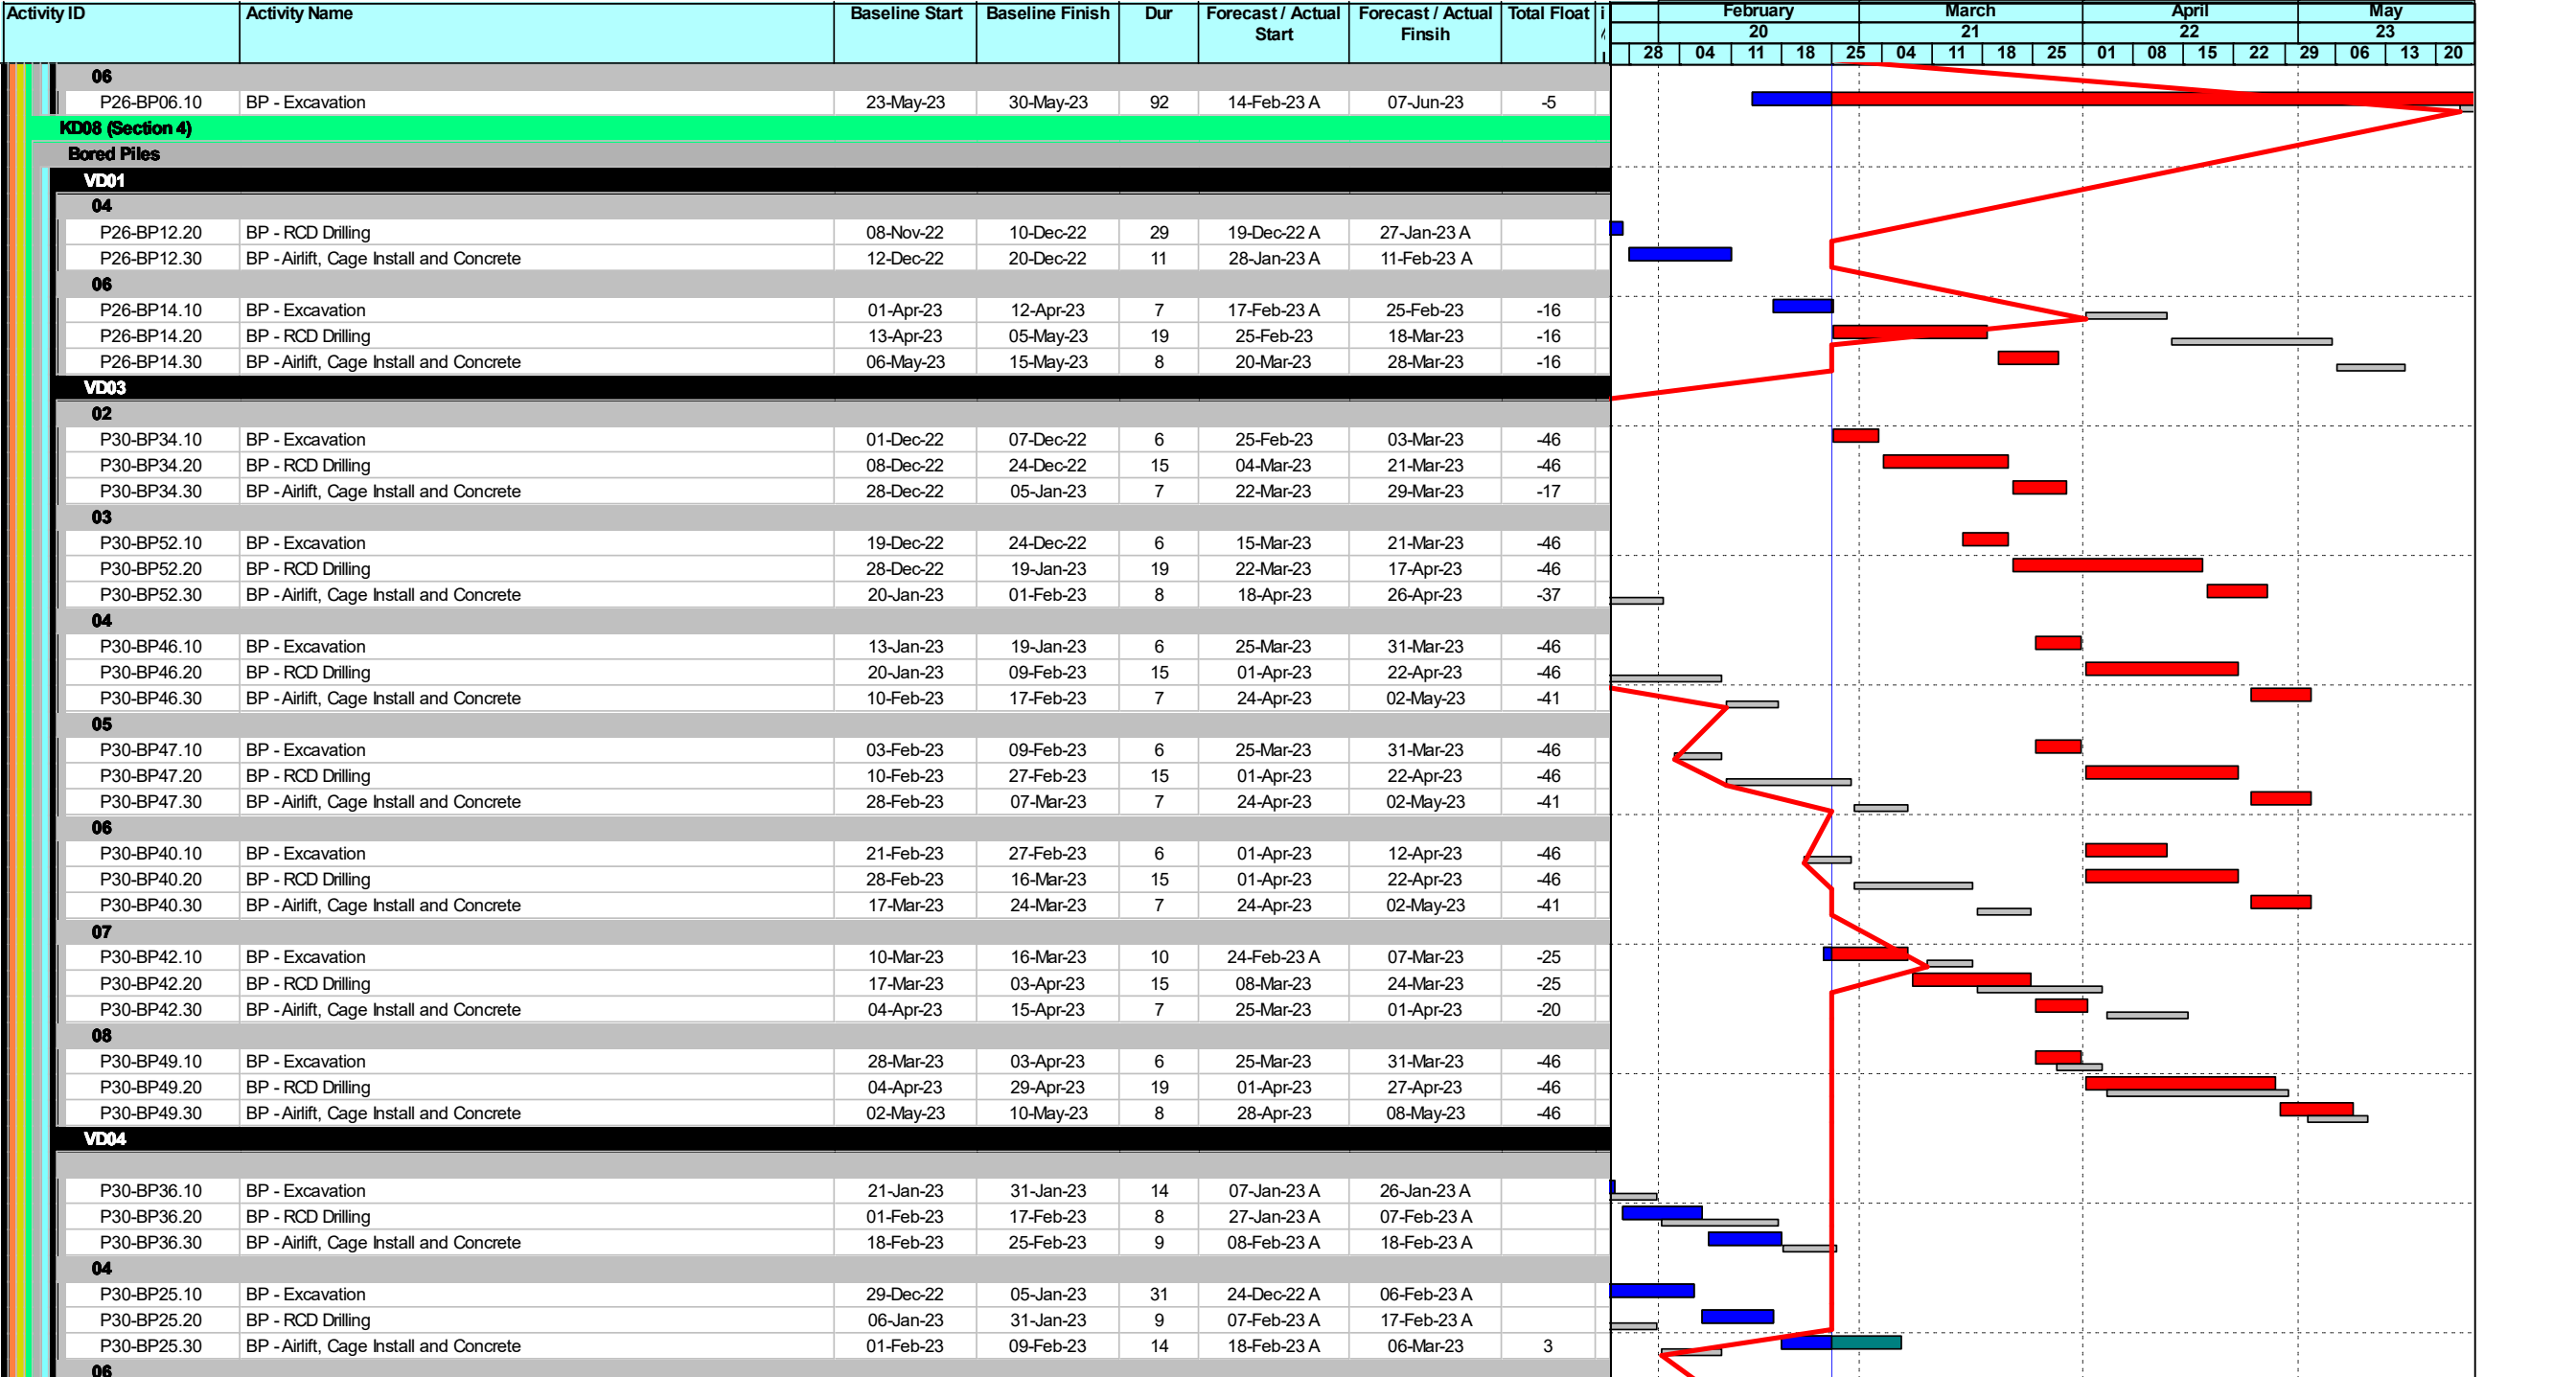 Activity ID Activity Name Baseline Start Baseline Finish Dur Forecast / Actual Start Forecast / Actual Finsih Total Float
February March April May
20 21 22 23
28 04 11 18 25 04 11 18 25 01 08 15 22 29 06 13 20
06
P26-BP06.10 BP - Excavation 23-May-23 30-May-23 92 14-Feb-23 A 07-Jun-23 -5
KD08 (Section 4)
Bored Piles
VD01
04
P26-BP12.20 BP - RCD Drilling 08-Nov-22 10-Dec-22 29 19-Dec-22 A 27-Jan-23 A
P26-BP12.30 BP - Airlift, Cage Install and Concrete 12-Dec-22 20-Dec-22 11 28-Jan-23 A 11-Feb-23 A
06
P26-BP14.10 BP - Excavation 01-Apr-23 12-Apr-23 7 17-Feb-23 A 25-Feb-23 -16
P26-BP14.20 BP - RCD Drilling 13-Apr-23 05-May-23 19 25-Feb-23 18-Mar-23 -16
P26-BP14.30 BP - Airlift, Cage Install and Concrete 06-May-23 15-May-23 8 20-Mar-23 28-Mar-23 -16
VD03
02
P30-BP34.10 BP - Excavation 01-Dec-22 07-Dec-22 6 25-Feb-23 03-Mar-23 -46
P30-BP34.20 BP - RCD Drilling 08-Dec-22 24-Dec-22 15 04-Mar-23 21-Mar-23 -46
P30-BP34.30 BP - Airlift, Cage Install and Concrete 28-Dec-22 05-Jan-23 7 22-Mar-23 29-Mar-23 -17
03
P30-BP52.10 BP - Excavation 19-Dec-22 24-Dec-22 6 15-Mar-23 21-Mar-23 -46
P30-BP52.20 BP - RCD Drilling 28-Dec-22 19-Jan-23 19 22-Mar-23 17-Apr-23 -46
P30-BP52.30 BP - Airlift, Cage Install and Concrete 20-Jan-23 01-Feb-23 8 18-Apr-23 26-Apr-23 -37
04
P30-BP46.10 BP - Excavation 13-Jan-23 19-Jan-23 6 25-Mar-23 31-Mar-23 -46
P30-BP46.20 BP - RCD Drilling 20-Jan-23 09-Feb-23 15 01-Apr-23 22-Apr-23 -46
P30-BP46.30 BP - Airlift, Cage Install and Concrete 10-Feb-23 17-Feb-23 7 24-Apr-23 02-May-23 -41
05
P30-BP47.10 BP - Excavation 03-Feb-23 09-Feb-23 6 25-Mar-23 31-Mar-23 -46
P30-BP47.20 BP - RCD Drilling 10-Feb-23 27-Feb-23 15 01-Apr-23 22-Apr-23 -46
P30-BP47.30 BP - Airlift, Cage Install and Concrete 28-Feb-23 07-Mar-23 7 24-Apr-23 02-May-23 -41
06
P30-BP40.10 BP - Excavation 21-Feb-23 27-Feb-23 6 01-Apr-23 12-Apr-23 -46
P30-BP40.20 BP - RCD Drilling 28-Feb-23 16-Mar-23 15 01-Apr-23 22-Apr-23 -46
P30-BP40.30 BP - Airlift, Cage Install and Concrete 17-Mar-23 24-Mar-23 7 24-Apr-23 02-May-23 -41
07
P30-BP42.10 BP - Excavation 10-Mar-23 16-Mar-23 10 24-Feb-23 A 07-Mar-23 -25
P30-BP42.20 BP - RCD Drilling 17-Mar-23 03-Apr-23 15 08-Mar-23 24-Mar-23 -25
P30-BP42.30 BP - Airlift, Cage Install and Concrete 04-Apr-23 15-Apr-23 7 25-Mar-23 01-Apr-23 -20
08
P30-BP49.10 BP - Excavation 28-Mar-23 03-Apr-23 6 25-Mar-23 31-Mar-23 -46
P30-BP49.20 BP - RCD Drilling 04-Apr-23 29-Apr-23 19 01-Apr-23 27-Apr-23 -46
P30-BP49.30 BP - Airlift, Cage Install and Concrete 02-May-23 10-May-23 8 28-Apr-23 08-May-23 -46
VD04
P30-BP36.10 BP - Excavation 21-Jan-23 31-Jan-23 14 07-Jan-23 A 26-Jan-23 A
P30-BP36.20 BP - RCD Drilling 01-Feb-23 17-Feb-23 8 27-Jan-23 A 07-Feb-23 A
P30-BP36.30 BP - Airlift, Cage Install and Concrete 18-Feb-23 25-Feb-23 9 08-Feb-23 A 18-Feb-23 A
04
P30-BP25.10 BP - Excavation 29-Dec-22 05-Jan-23 31 24-Dec-22 A 06-Feb-23 A
P30-BP25.20 BP - RCD Drilling 06-Jan-23 31-Jan-23 9 07-Feb-23 A 17-Feb-23 A
P30-BP25.30 BP - Airlift, Cage Install and Concrete 01-Feb-23 09-Feb-23 14 18-Feb-23 A 06-Mar-23 3
06